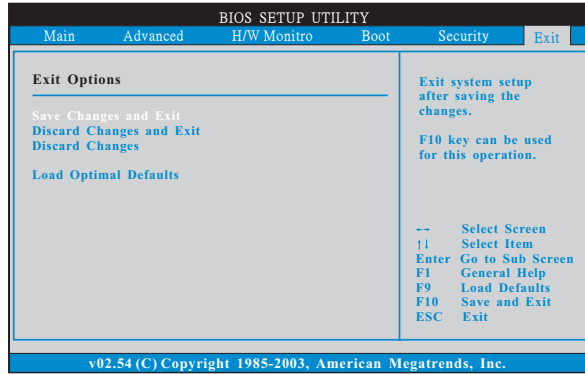 BIOS SETUP UTILITY
Main Advanced H/W Monitro Boot Security Exit
Exit Options
Save Changes and Exit
Discard Changes and Exit
Discard Changes
Load Optimal Defaults
Exit system setup
after saving the
changes.
F10 key can be used
for this operation.
←→ Select Screen
↑↓ Select Item
Enter Go to Sub Screen
F1 General Help
F9 Load Defaults
F10 Save and Exit
ESC Exit
v02.54 (C) Copyright 1985-2003, American Megatrends, Inc.